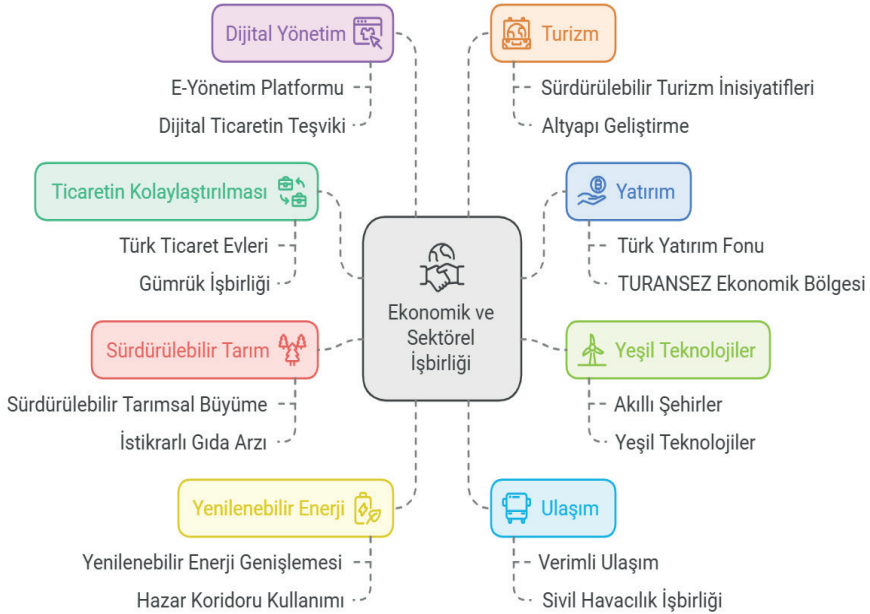 Dijital Yönetim
E-Yönetim Platformu
Dijital Ticaretin Teşviki
Ticaretin Kolaylaştırılması
Türk Ticaret Evleri
Gümrük İşbirliği
Sürdürülebilir Tarım
Sürdürülebilir Tarımsal Büyüme
İstikrarlı Gıda Arzı
Yenilenebilir Enerji
Yenilenebilir Enerji Genişlemesi
Hazar Koridoru Kullanımı
Ekonomik ve
Sektörel
İşbirliği
Turizm
Sürdürülebilir Turizm İnisiyatifleri
Altyapı Geliştirme
Yatırım
Türk Yatırım Fonu
TURANSEZ Ekonomik Bölgesi
Yeşil Teknolojiler
Akıllı Şehirler
Yeşil Teknolojiler
Ulaşım
Verimli Ulaşım
Sivil Havacılık İşbirliği